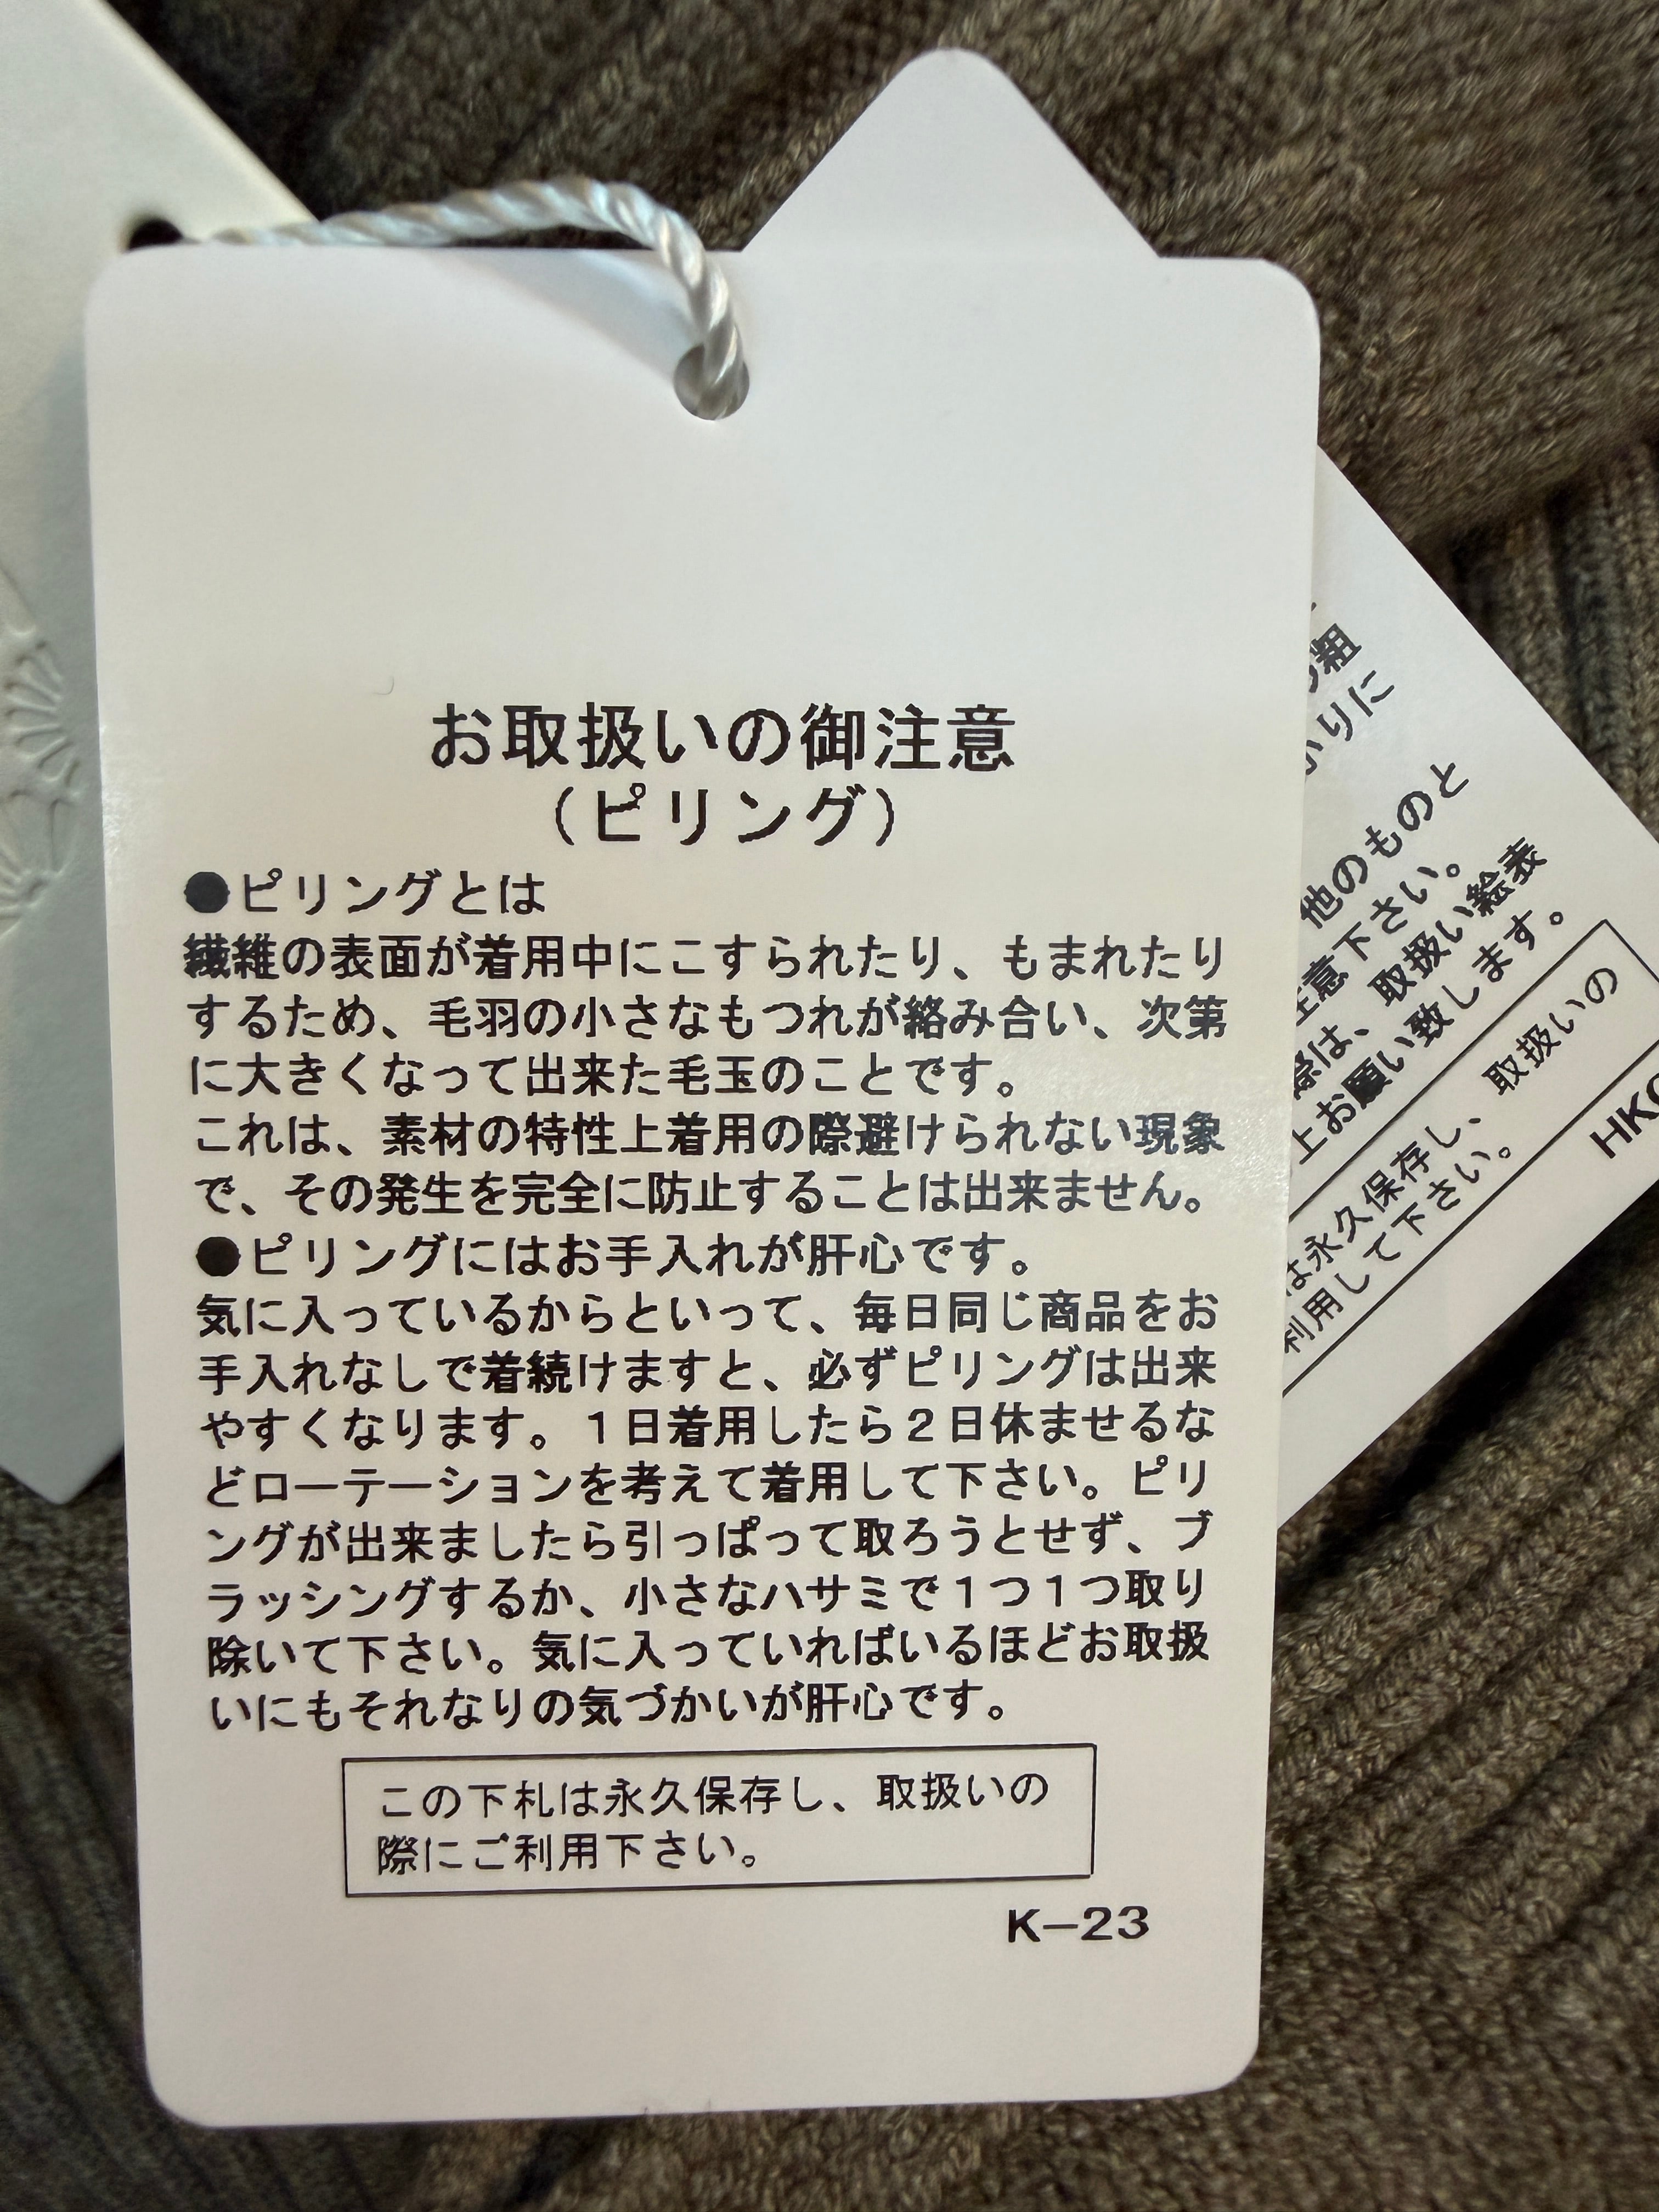 お取扱いの御注意
（ピリング）
●ピリングとは
繊維の表面が着用中にこすられたり、もまれたり
するため、毛羽の小さなもつれが絡み合い、次第
に大きくなって出来た毛玉のことです。
これは、素材の特性上着用の際避けられない現象
で、その発生を完全に防止することは出来ません。
●ピリングにはお手入れが肝心です。
気に入っているからといって、毎日同じ商品をお
手入れなしで着続けますと、必ずピリングは出来
やすくなります。１日着用したら２日休ませるな
どローテーションを考えて着用して下さい。ピリ
ングが出来ましたら引っぱって取ろうとせず、ブ
ラッシングするか、小さなハサミで１つ１つ取り
除いて下さい。気に入っていればいるほどお取扱
いにもそれなりの気づかいが肝心です。
この下札は永久保存し、取扱いの
際にご利用下さい。
K－23
粗
りに
他のものと
意下さい。
際は、取扱い絵表
上お願い致します。
は永久保存し、取扱いの
利用して下さい。
HK